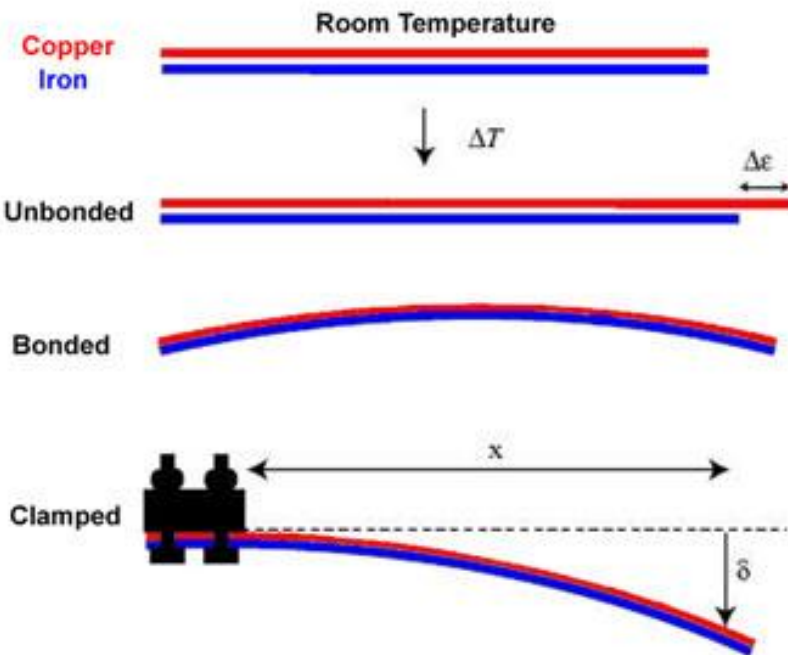 Room Temperature
Copper
Iron
ΔT
Δε
Unbonded
Bonded
x
Clamped
δ